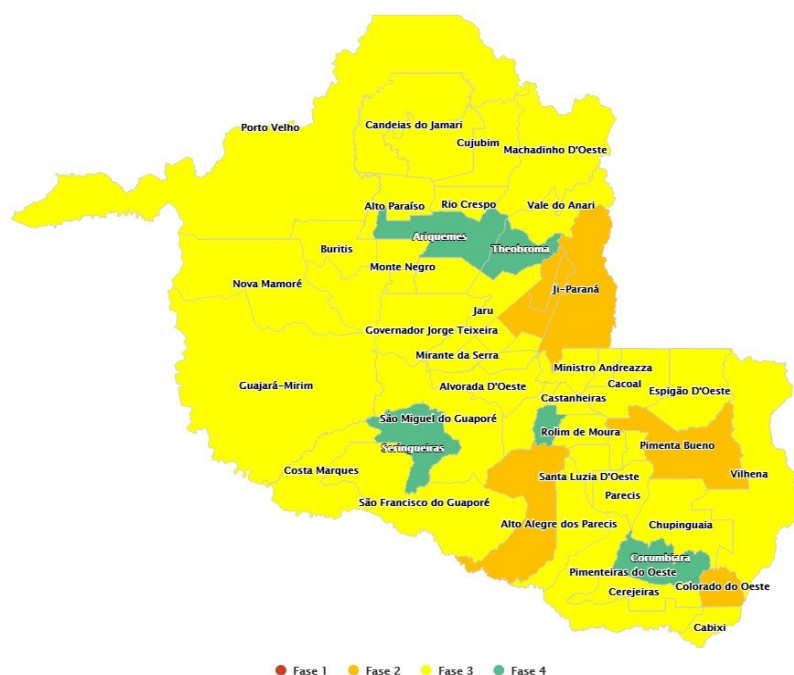 Porto Velho
Candeias do Jamari
Cujubim
Machadinho D'Oeste
Alto Paraíso
Rio Crespo
Vale do Anari
Ariquemes
Theobroma
Buritis
Monte Negro
Nova Mamoré
Ji-Paraná
Jaru
Governador Jorge Teixeira
Mirante da Serra
Ministro Andreazza
Guajará-Mirim
Alvorada D'Oeste
Cacoal
Espigão D'Oeste
Castanheiras
São Miguel do Guaporé
Rolim de Moura
Seringueiras
Pimenta Bueno
Costa Marques
Santa Luzia D'Oeste
Vilhena
Parecis
São Francisco do Guaporé
Alto Alegre dos Parecis
Chupinguaia
Corumbiara
Pimenteiras do Oeste
Colorado do Oeste
Cerejeiras
Cabixi
Fase 1 Fase 2 Fase 3 Fase 4